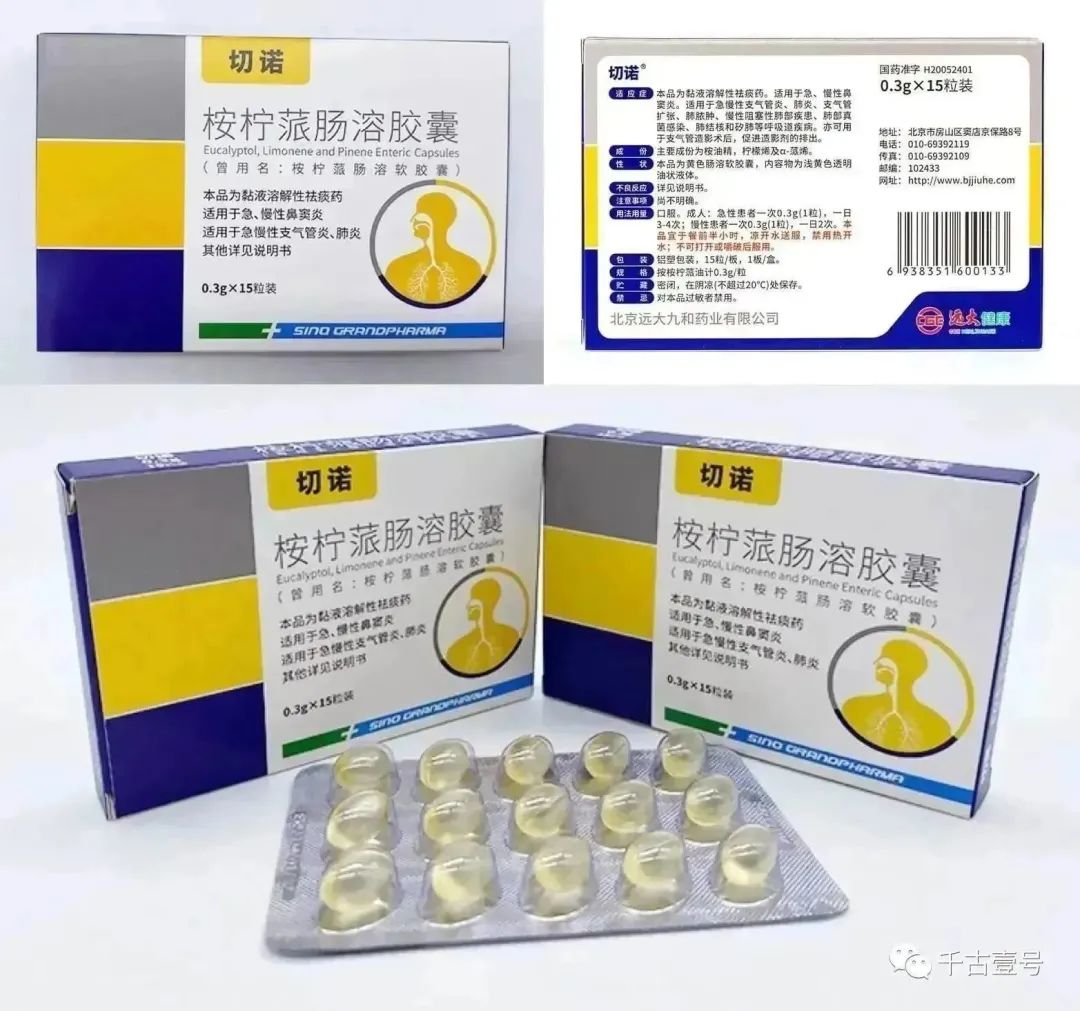 切诺
桉柠蒎肠溶胶囊
Eucalyptol, Limonene and Pinene Enteric Capsules
（曾用名：桉柠蒎肠溶软胶囊）
本品为黏液溶解性祛痰药
适用于急、慢性鼻窦炎
适用于急慢性支气管炎、肺炎
其他详见说明书
0.3g×15粒装
SINO GRANDPHARMA
切诺®
国药准字 H20052401
0.3g×15粒装
适应症 本品为黏液溶解性祛痰药。适用于急、慢性鼻
窦炎。适用于急慢性支气管炎、肺炎、支气管
扩张、肺脓肿、慢性阻塞性肺部疾患、肺部真
菌感染、肺结核和矽肺等呼吸道疾病。亦可用
于支气管造影术后，促进造影剂的排出。
成份 主要成份为桉油精，柠檬烯及α-蒎烯。
性状 本品为黄色肠溶软胶囊，内容物为浅黄色透明
油状液体。
不良反应 详见说明书。
注意事项 尚不明确。
用法用量 口服。成人：急性患者一次0.3g(1粒)，一日
3-4次；慢性患者一次0.3g(1粒)，一日2次。本
品宜于餐前半小时，凉开水送服，禁用热开
水；不可打开或嚼破后服用。
包装 铝塑包装，15粒/板，1板/盒。
规格 按桉柠蒎油计0.3g/粒
贮藏 密闭，在阴凉(不超过20℃)处保存。
禁忌 对本品过敏者禁用。
北京远大九和药业有限公司
地址：北京市房山区窦店京保路8号
电话：010-69392119
传真：010-69392109
邮编：102433
网址：http://www.bjjiuhe.com
6 938351 600133
CGE 远大健康
切诺
桉柠蒎肠溶胶囊
Eucalyptol, Limonene and Pinene Enteric Capsules
（曾用名：桉柠蒎肠溶软胶囊）
本品为黏液溶解性祛痰药
适用于急、慢性鼻窦炎
适用于急慢性支气管炎、肺炎
其他详见说明书
0.3g×15粒装
SINO GRANDPHARMA
切诺
桉柠蒎肠溶胶囊
Eucalyptol, Limonene and Pinene Enteric Capsules
（曾用名：桉柠蒎肠溶软胶囊）
本品为黏液溶解性祛痰药
适用于急、慢性鼻窦炎
适用于急慢性支气管炎、肺炎
其他详见说明书
0.3g×15粒装
SINO GRANDPHARMA
千古壹号